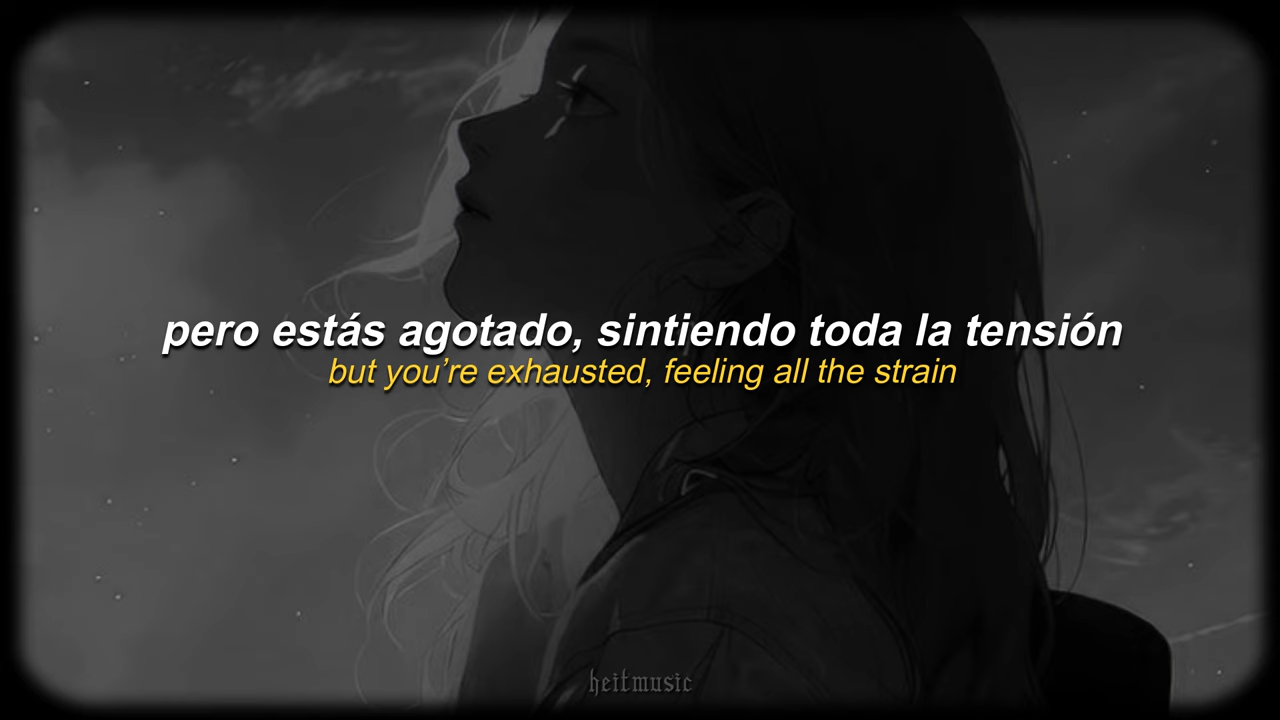 pero estás agotado, sintiendo toda la tensión
but you’re exhausted, feeling all the strain
heitmusic